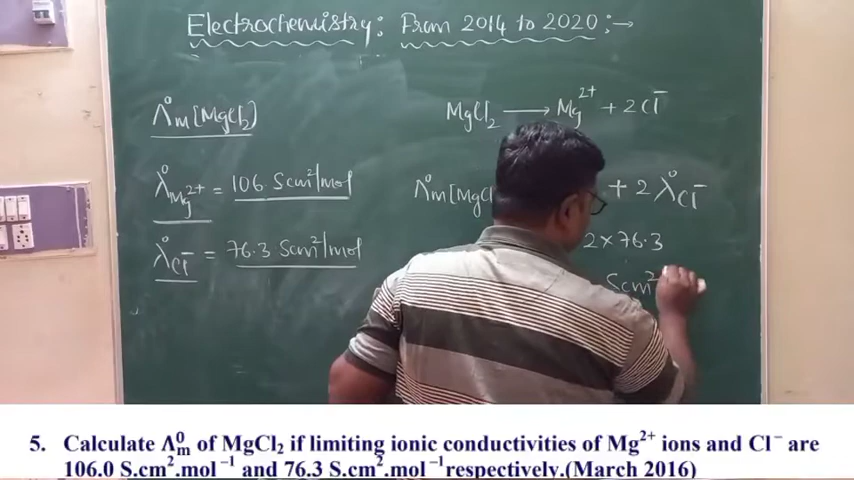 Electrochemistry: From 2014 to 2020:→
Λ°m [MgCl₂]
MgCl₂ ⟶ Mg²⁺ + 2Cl⁻
λ°Mg²⁺ = 106 Scm²/mol
Λ°m [MgCl + 2λ°Cl⁻
λ°Cl⁻ = 76.3 Scm²/mol
2×76.3
Scm²
5. Calculate Λ⁰m of MgCl₂ if limiting ionic conductivities of Mg²⁺ ions and Cl⁻ are
106.0 S.cm².mol⁻¹ and 76.3 S.cm².mol⁻¹respectively.(March 2016)